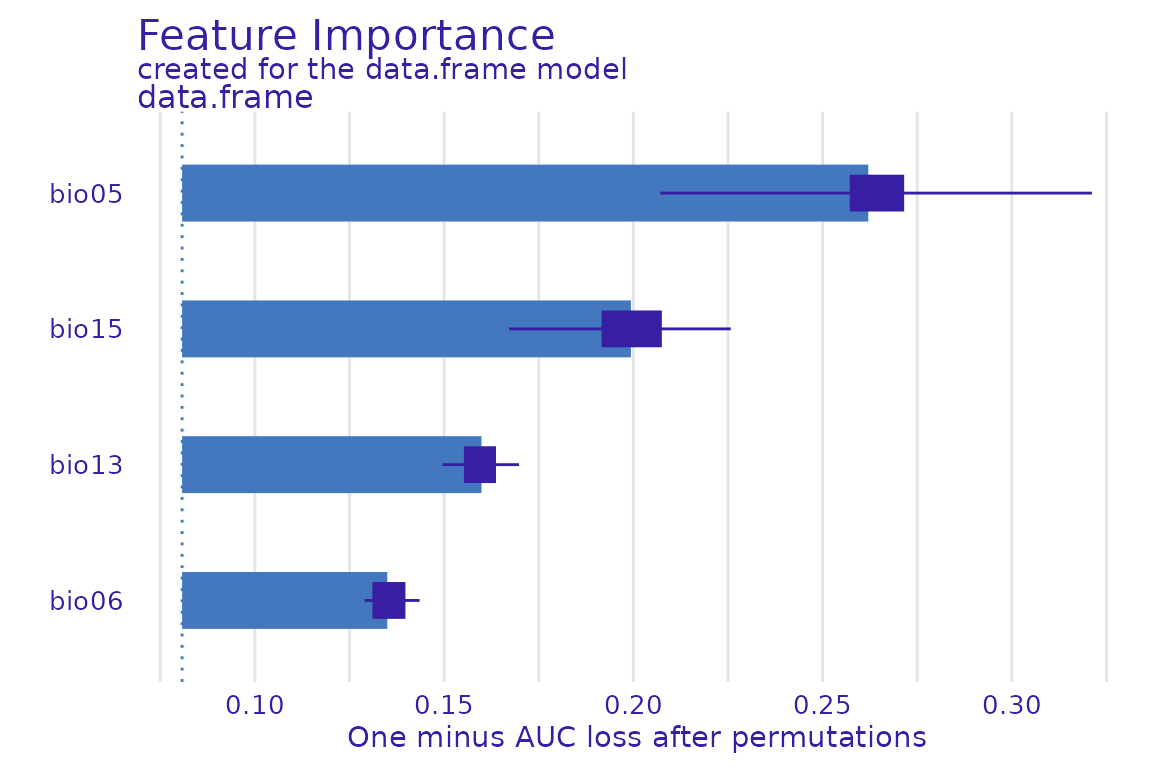 Feature Importance
created for the data.frame model
data.frame
bio05
bio15
bio13
bio06
0.10 0.15 0.20 0.25 0.30
One minus AUC loss after permutations